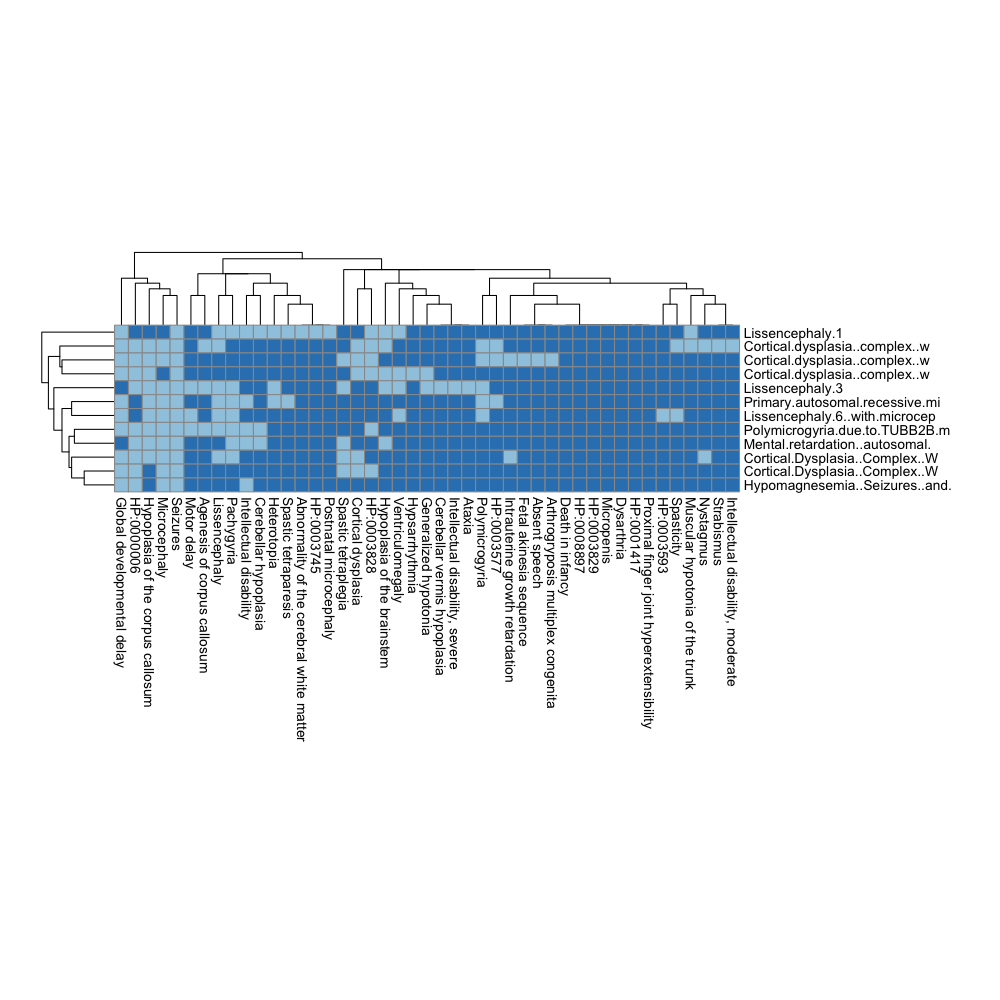 Lissencephaly.1
Cortical.dysplasia..complex..w
Cortical.dysplasia..complex..w
Cortical.dysplasia..complex..w
Lissencephaly.3
Primary.autosomal.recessive.mi
Lissencephaly.6..with.microcep
Polymicrogyria.due.to.TUBB2B.m
Mental.retardation..autosomal.
Cortical.Dysplasia..Complex..W
Cortical.Dysplasia..Complex..W
Hypomagnesemia..Seizures..and.
Global developmental delay
HP:0000006
Hypoplasia of the corpus callosum
Microcephaly
Seizures
Motor delay
Agenesis of corpus callosum
Lissencephaly
Pachygyria
Intellectual disability
Cerebellar hypoplasia
Heterotopia
Spastic tetraparesis
Abnormality of the cerebral white matter
HP:0003745
Postnatal microcephaly
Spastic tetraplegia
Cortical dysplasia
HP:0003828
Hypoplasia of the brainstem
Ventriculomegaly
Hypsarrhythmia
Generalized hypotonia
Cerebellar vermis hypoplasia
Intellectual disability, severe
Ataxia
Polymicrogyria
HP:0003577
Intrauterine growth retardation
Fetal akinesia sequence
Absent speech
Arthrogryposis multiplex congenita
Death in infancy
HP:0008897
HP:0003829
Micropenis
Dysarthria
HP:0001417
Proximal finger joint hyperextensibility
HP:0003593
Spasticity
Muscular hypotonia of the trunk
Nystagmus
Strabismus
Intellectual disability, moderate